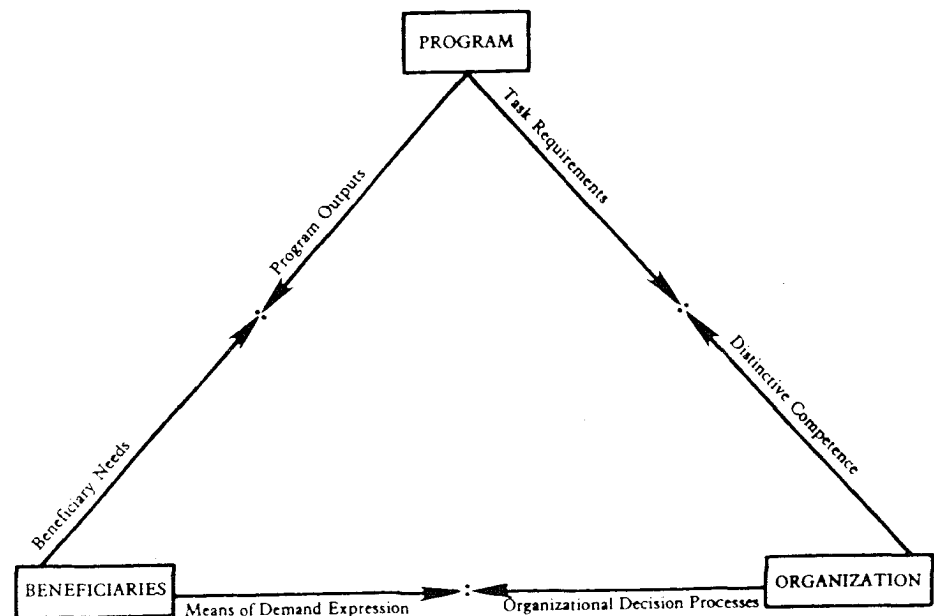 PROGRAM
Task Requirements
Program Outputs
Distinctive Competence
Beneficiary Needs
BENEFICIARIES
ORGANIZATION
Means of Demand Expression
Organizational Decision Processes